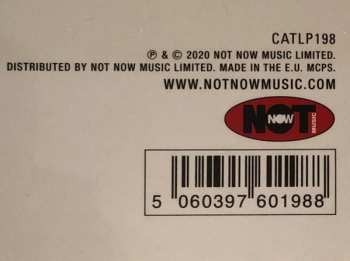 CATLP198
℗ & © 2020 NOT NOW MUSIC LIMITED.
DISTRIBUTED BY NOT NOW MUSIC LIMITED. MADE IN THE E.U. MCPS.
WWW.NOTNOWMUSIC.COM
NOT NOW MUSIC
5 060397 601988